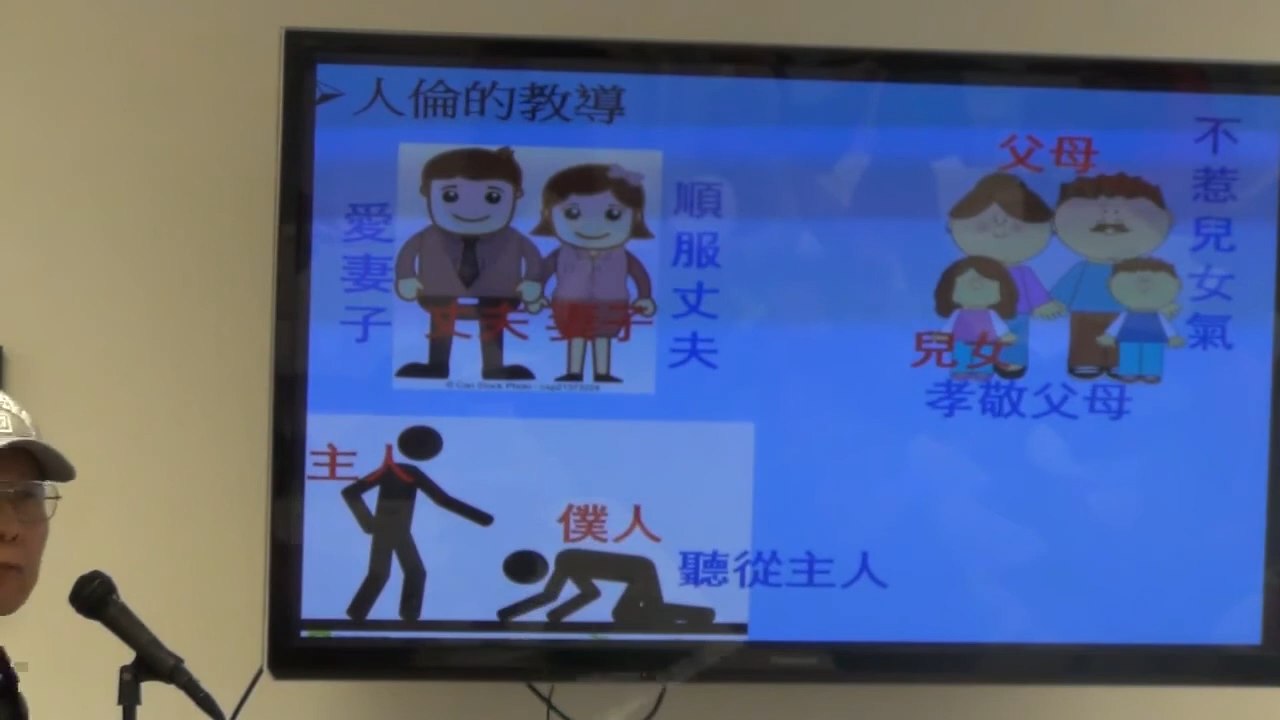 人倫的教導
愛妻子
丈夫 妻子
順服丈夫
父母
不惹兒女氣
兒女
孝敬父母
主人
僕人
聽從主人